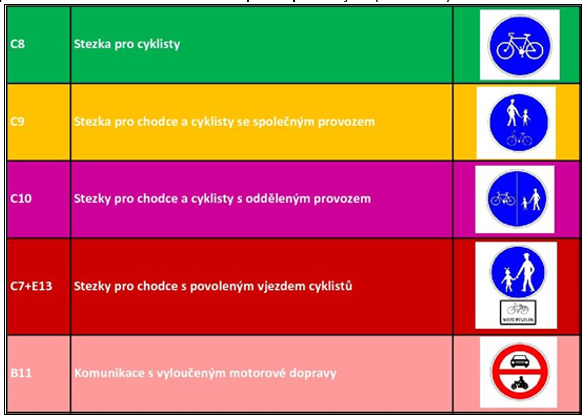 C8 Stezka pro cyklisty
C9 Stezka pro chodce a cyklisty se společným provozem
C10 Stezky pro chodce a cyklisty s odděleným provozem
C7+E13 Stezky pro chodce s povoleným vjezdem cyklistů
B11 Komunikace s vyloučeným motorové dopravy